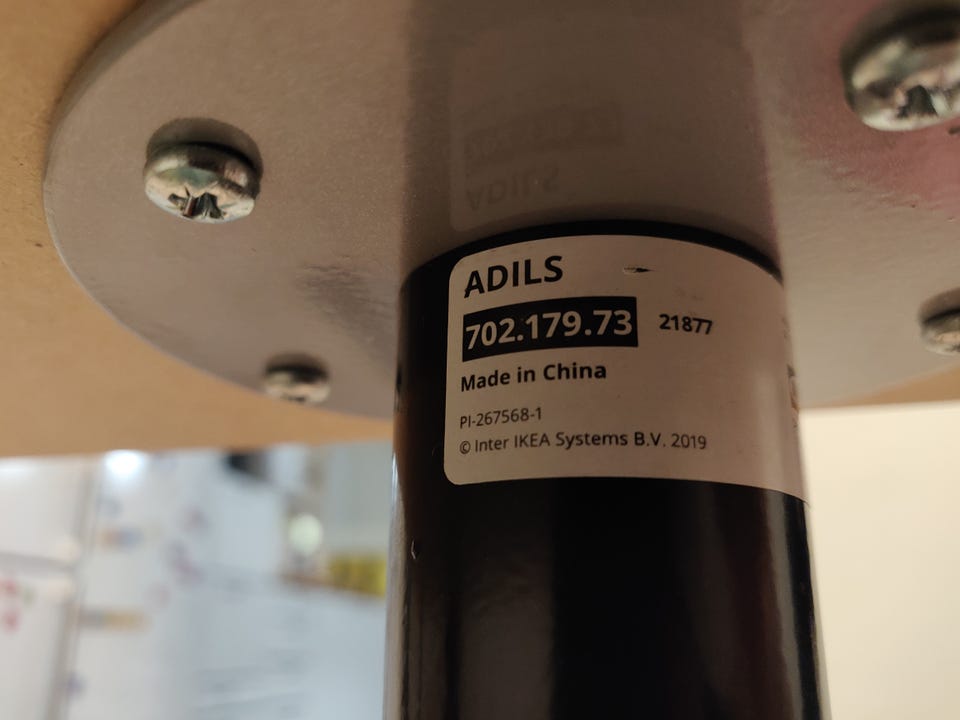 ADILS
702.179.73 21877
Made in China
PI-267568-1
© Inter IKEA Systems B.V. 2019